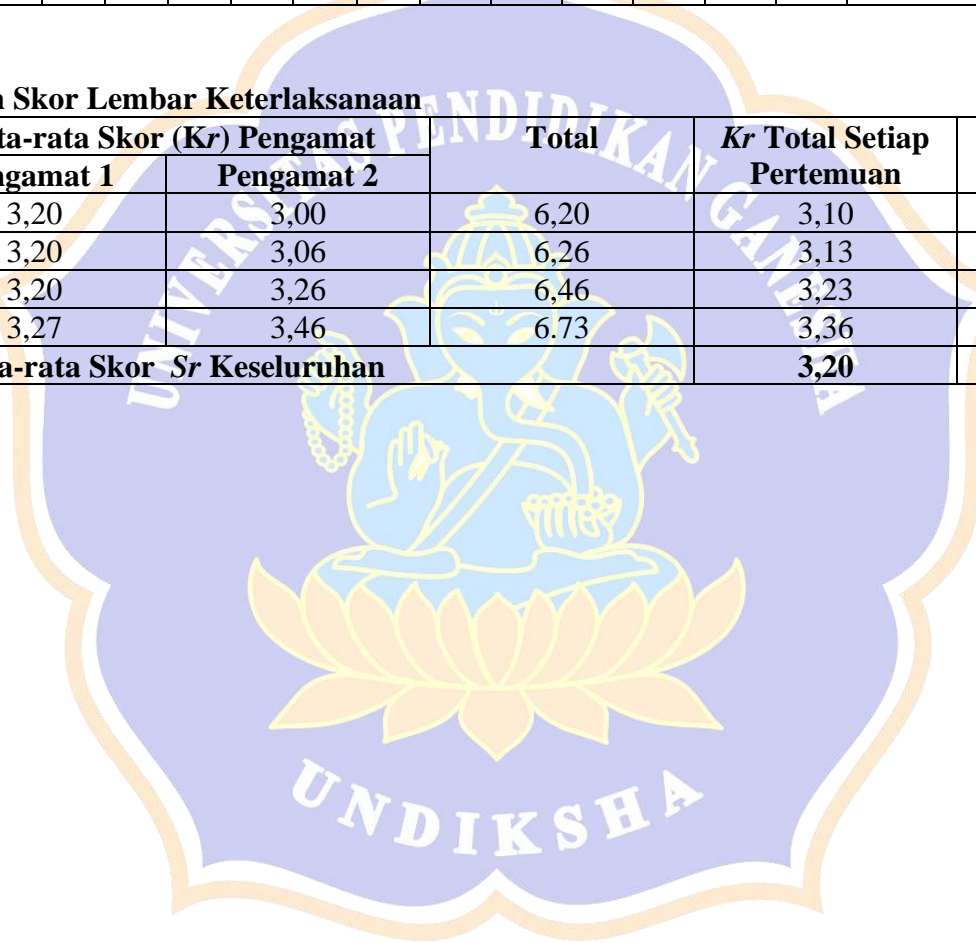 n Skor Lembar Keterlaksanaan
ta-rata Skor (Kr) Pengamat Total Kr Total Setiap Pertemuan
ngamat 1 Pengamat 2
3,20 3,00 6,20 3,10
3,20 3,06 6,26 3,13
3,20 3,26 6,46 3,23
3,27 3,46 6.73 3,36
a-rata Skor Sr Keseluruhan 3,20
UNIVERSITAS PENDIDIKAN GANESHA
UNDIKSHA